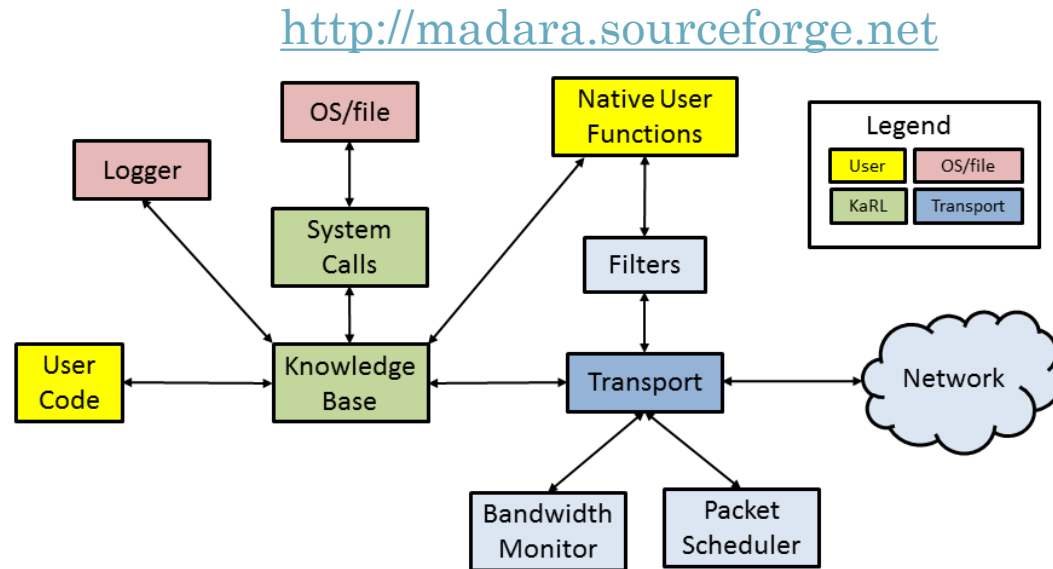 http://madara.sourceforge.net
OS/file
Native User
Functions
Legend
User
OS/file
KaRL
Transport
Logger
System
Calls
Filters
User
Code
Knowledge
Base
Transport
Network
Bandwidth
Monitor
Packet
Scheduler